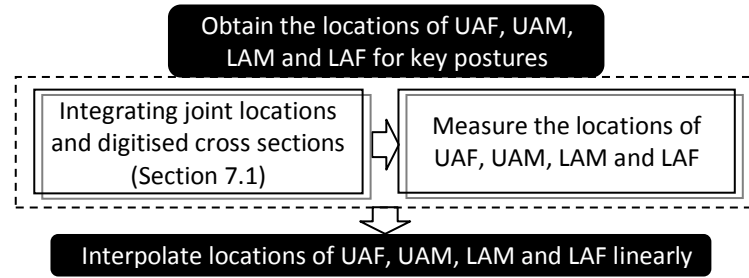 Obtain the locations of UAF, UAM,
LAM and LAF for key postures
Integrating joint locations
and digitised cross sections
(Section 7.1)
Measure the locations of
UAF, UAM, LAM and LAF
Interpolate locations of UAF, UAM, LAM and LAF linearly